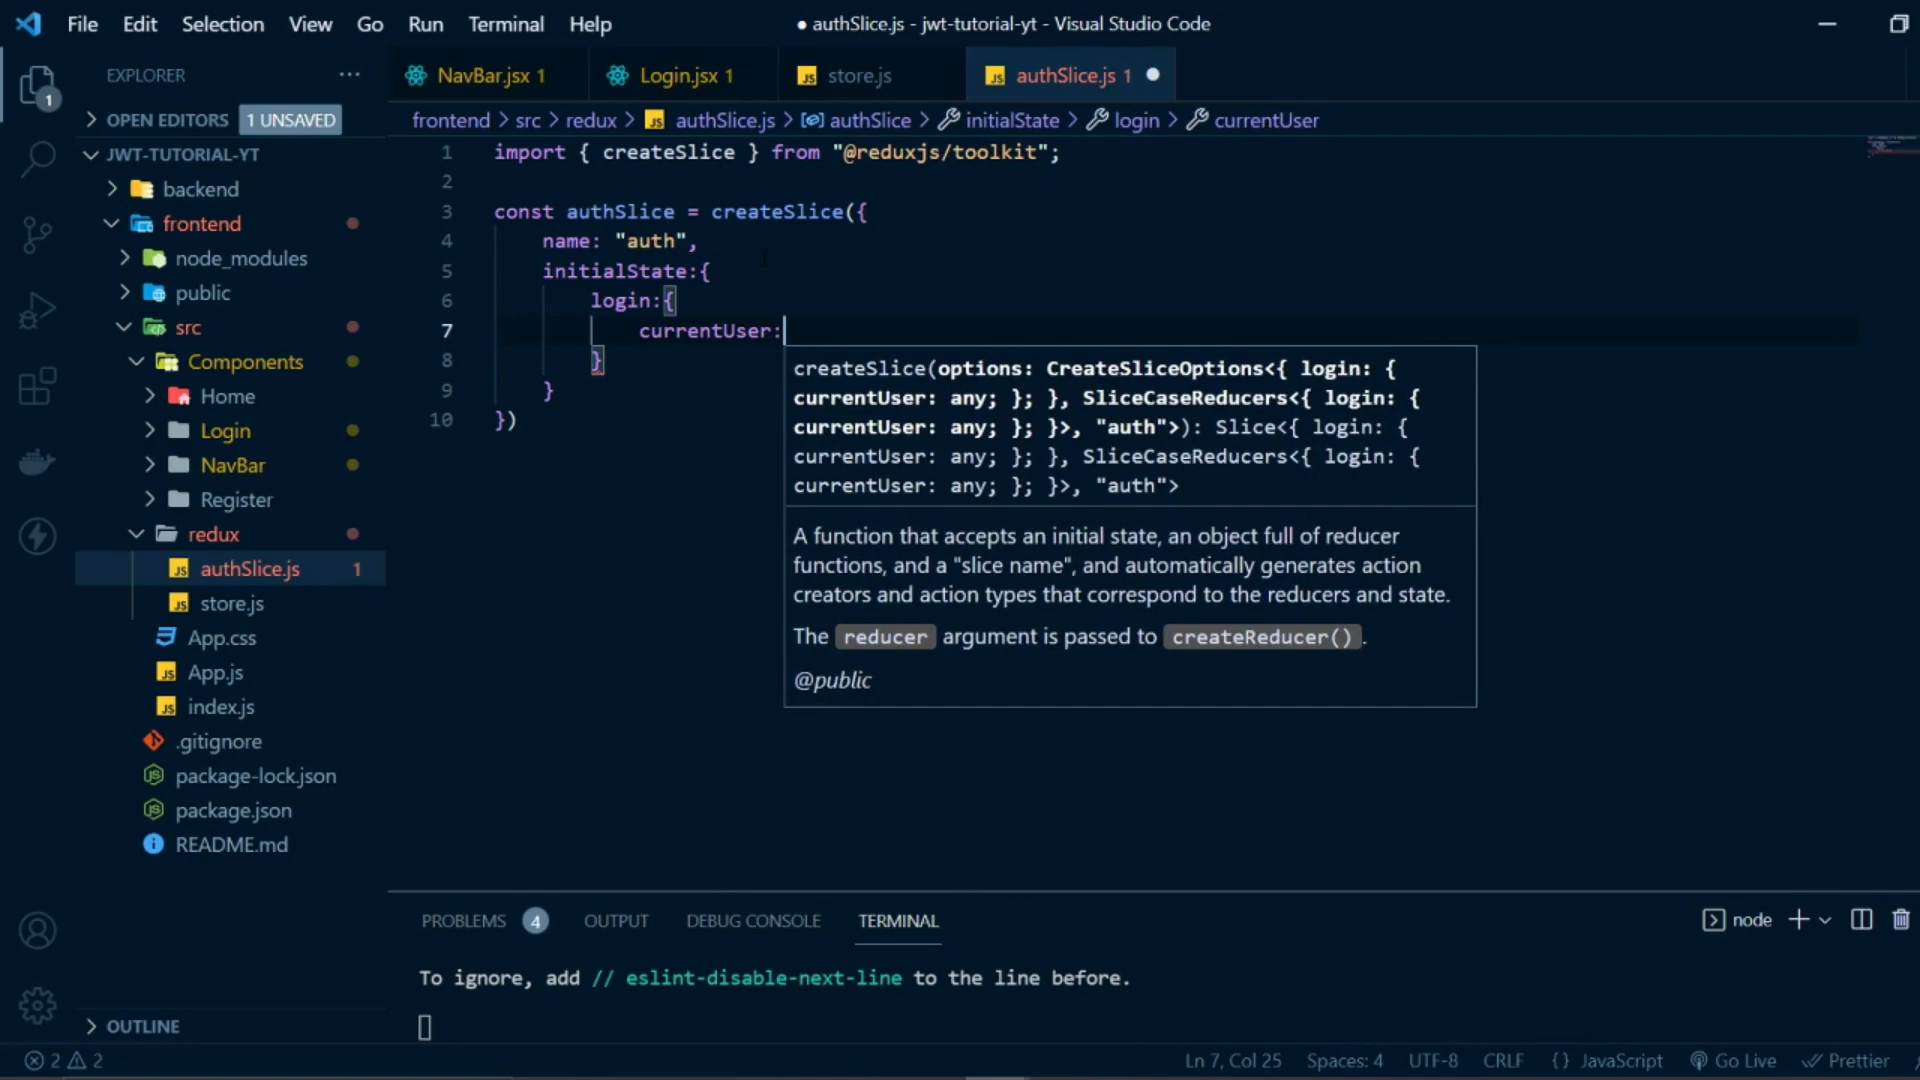 File Edit Selection View Go Run Terminal Help
● authSlice.js - jwt-tutorial-yt - Visual Studio Code
EXPLORER ···
OPEN EDITORS 1 UNSAVED
JWT-TUTORIAL-YT
backend
frontend
node_modules
public
src
Components
Home
Login
NavBar
Register
redux
authSlice.js 1
store.js
App.css
App.js
index.js
.gitignore
package-lock.json
package.json
README.md
OUTLINE
1
NavBar.jsx 1 Login.jsx 1 store.js authSlice.js 1
frontend > src > redux > authSlice.js > authSlice > initialState > login > currentUser
1 import { createSlice } from "@reduxjs/toolkit";
2
3 const authSlice = createSlice({
4 name: "auth",
5 initialState:{
6 login:{
7 currentUser:
8 }
9 }
10 })
createSlice(options: CreateSliceOptions<{ login: {
currentUser: any; }; }, SliceCaseReducers<{ login: {
currentUser: any; }; }>, "auth">): Slice<{ login: {
currentUser: any; }; }, SliceCaseReducers<{ login: {
currentUser: any; }; }>, "auth">
A function that accepts an initial state, an object full of reducer
functions, and a "slice name", and automatically generates action
creators and action types that correspond to the reducers and state.
The reducer argument is passed to createReducer().
@public
PROBLEMS 4 OUTPUT DEBUG CONSOLE TERMINAL
node
To ignore, add // eslint-disable-next-line to the line before.
2 2
Ln 7, Col 25 Spaces: 4 UTF-8 CRLF {} JavaScript Go Live Prettier